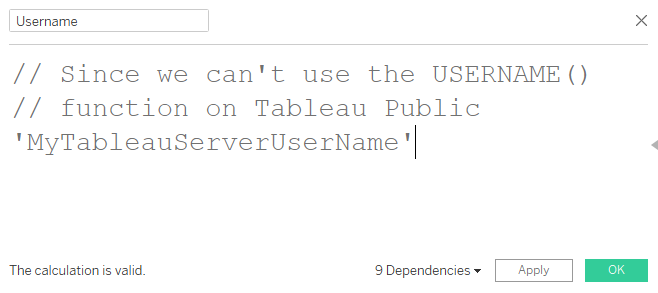 Username
// Since we can't use the USERNAME()
// function on Tableau Public
'MyTableauServerUserName'
The calculation is valid.
9 Dependencies
Apply
OK